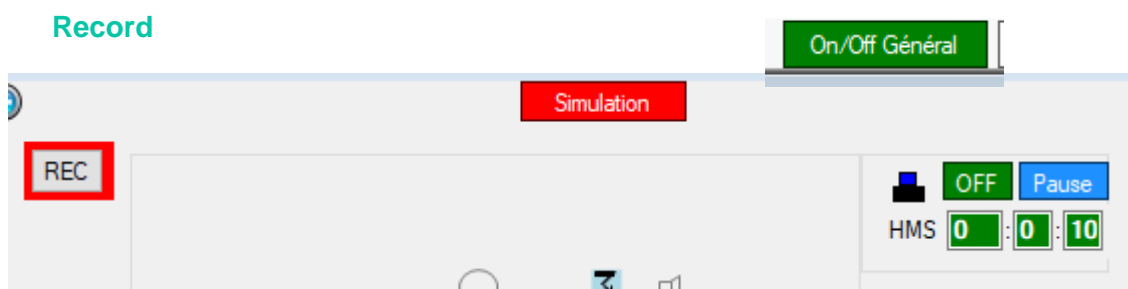 Record
On/Off Général
Simulation
REC
OFF Pause
HMS 0 : 0 : 10